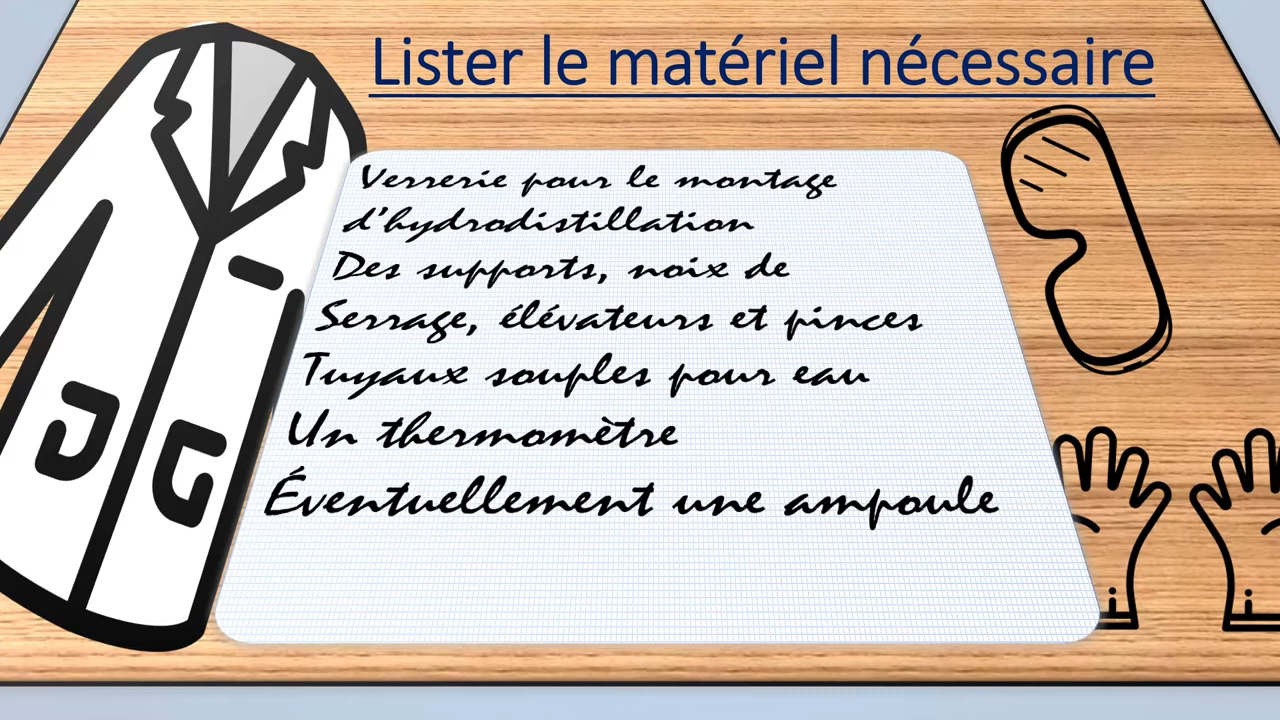 Lister le matériel nécessaire
Verrerie pour le montage
d'hydrodistillation
Des supports, noix de
Serrage, élévateurs et pinces
Tuyaux souples pour eau
Un thermomètre
Éventuellement une ampoule